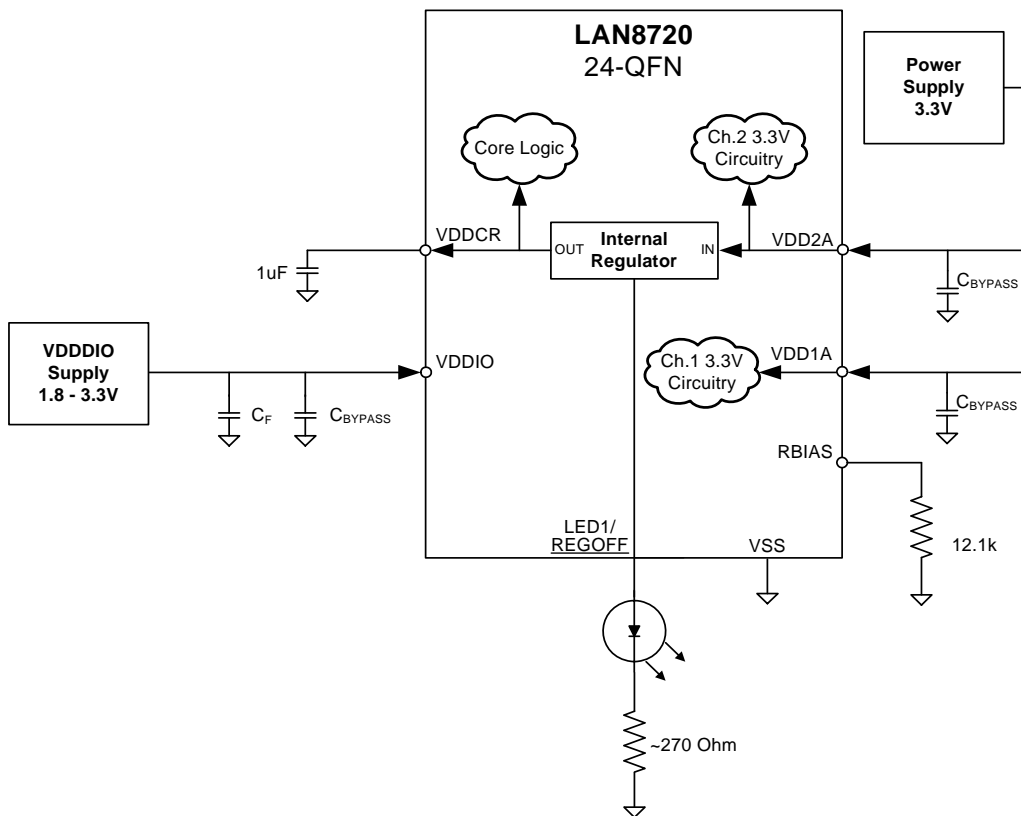 LAN8720
24-QFN
Power
Supply
3.3V
Core Logic
Ch.2 3.3V
Circuitry
VDDCR
OUT
Internal
Regulator
IN
VDD2A
1uF
CBYPASS
VDDDIO
Supply
1.8 - 3.3V
VDDIO
Ch.1 3.3V
Circuitry
VDD1A
CF
CBYPASS
CBYPASS
RBIAS
12.1k
LED1/
REGOFF
VSS
~270 Ohm